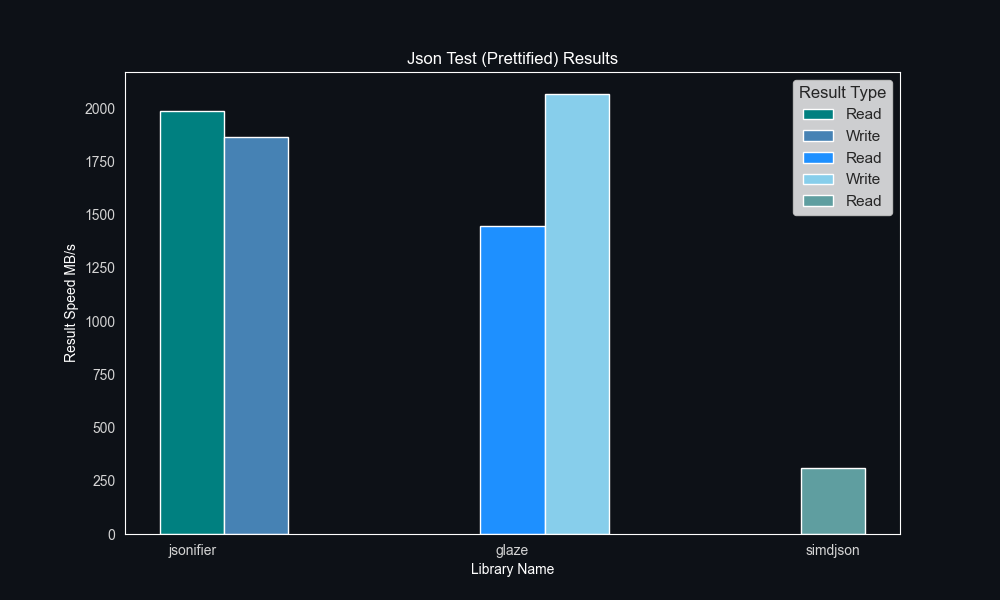 Json Test (Prettified) Results
Result Type
Read
Write
Read
Write
Read
Result Speed MB/s
2000
1750
1500
1250
1000
750
500
250
0
jsonifier
glaze
simdjson
Library Name